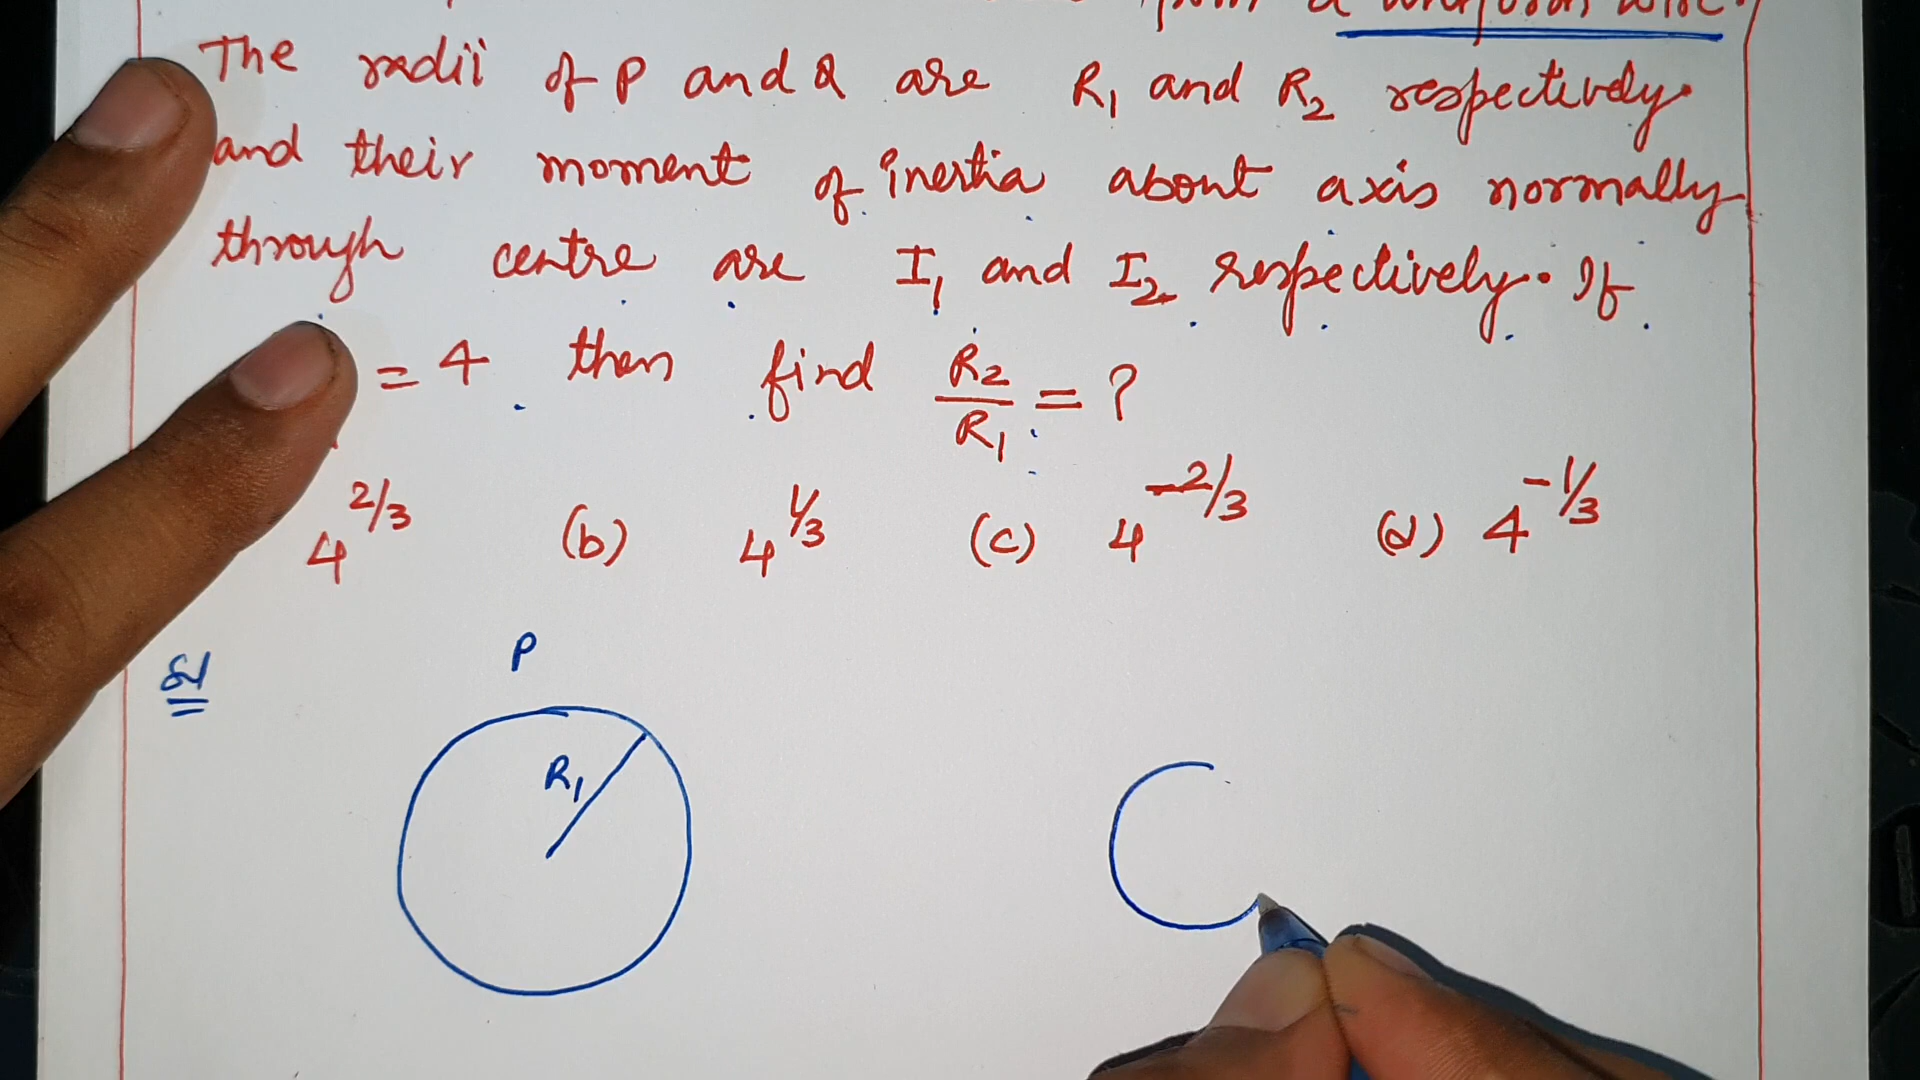 a uniform wire.
The radii of P and Q are R₁ and R₂ respectively.
and their moment of inertia about axis normally
through centre are I₁ and I₂ respectively. If
= 4 then find R₂/R₁ = ?
4^2/3 (b) 4^1/3 (c) 4^-2/3 (d) 4^-1/3
Sol
P
R₁